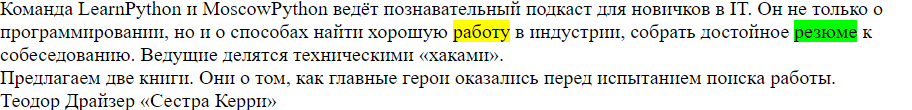 Команда LearnPython и MoscowPython ведёт познавательный подкаст для новичков в IT. Он не только о
программировании, но и о способах найти хорошую работу в индустрии, собрать достойное резюме к
собеседованию. Ведущие делятся техническими «хаками».
Предлагаем две книги. Они о том, как главные герои оказались перед испытанием поиска работы.
Теодор Драйзер «Сестра Керри»